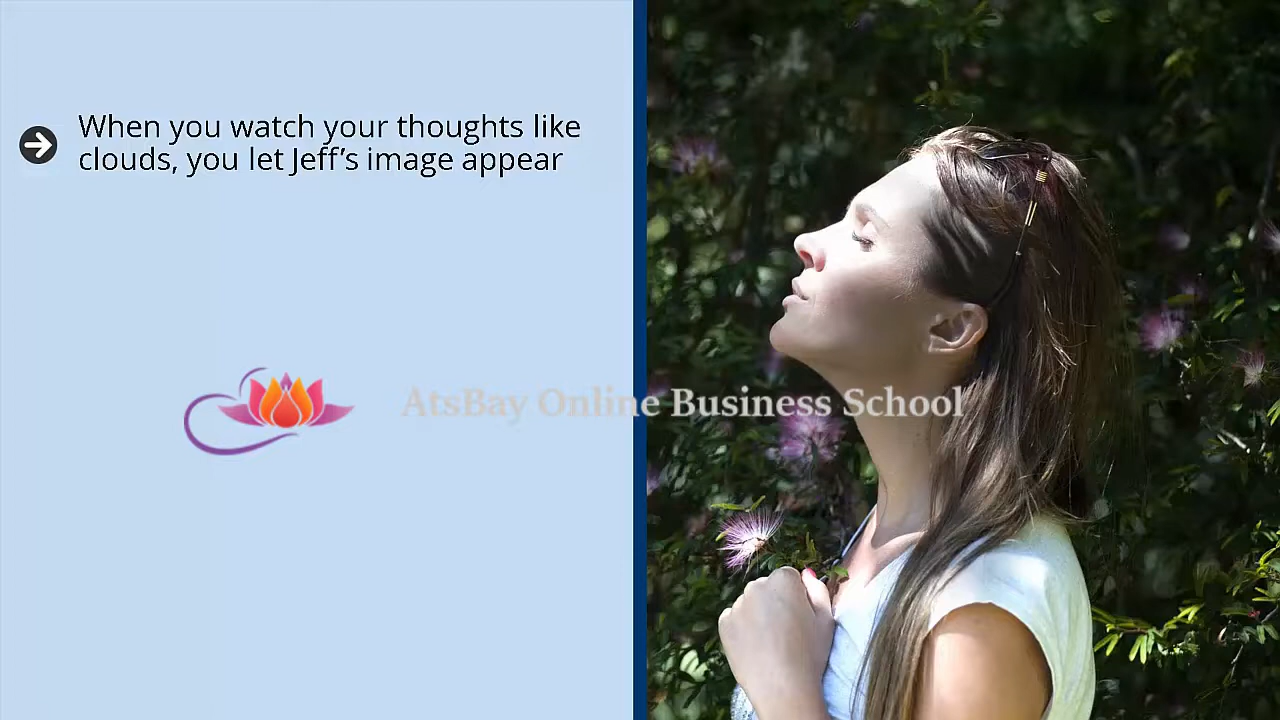 When you watch your thoughts like
clouds, you let Jeff's image appear
AtsBay Online Business School